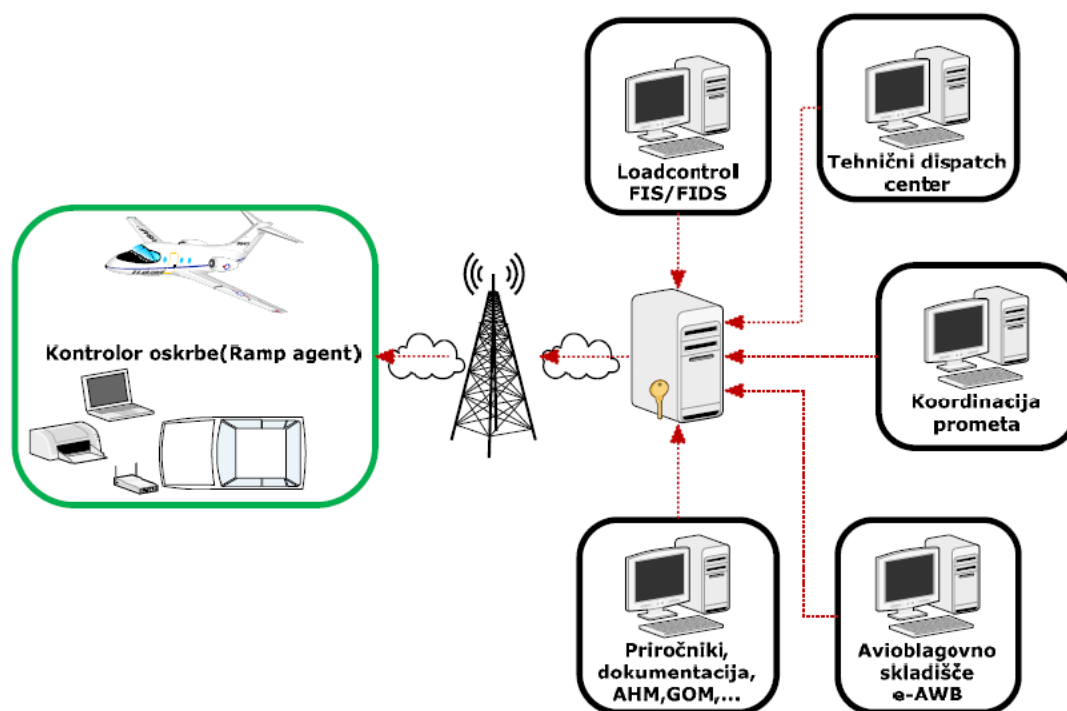 Loadcontrol
FIS/FIDS
Tehnični dispatch
center
Kontrolor oskrbe(Ramp agent)
Koordinacija
prometa
Priročniki,
dokumentacija,
AHM,GOM,...
Avioblagovno
skladišče
e-AWB